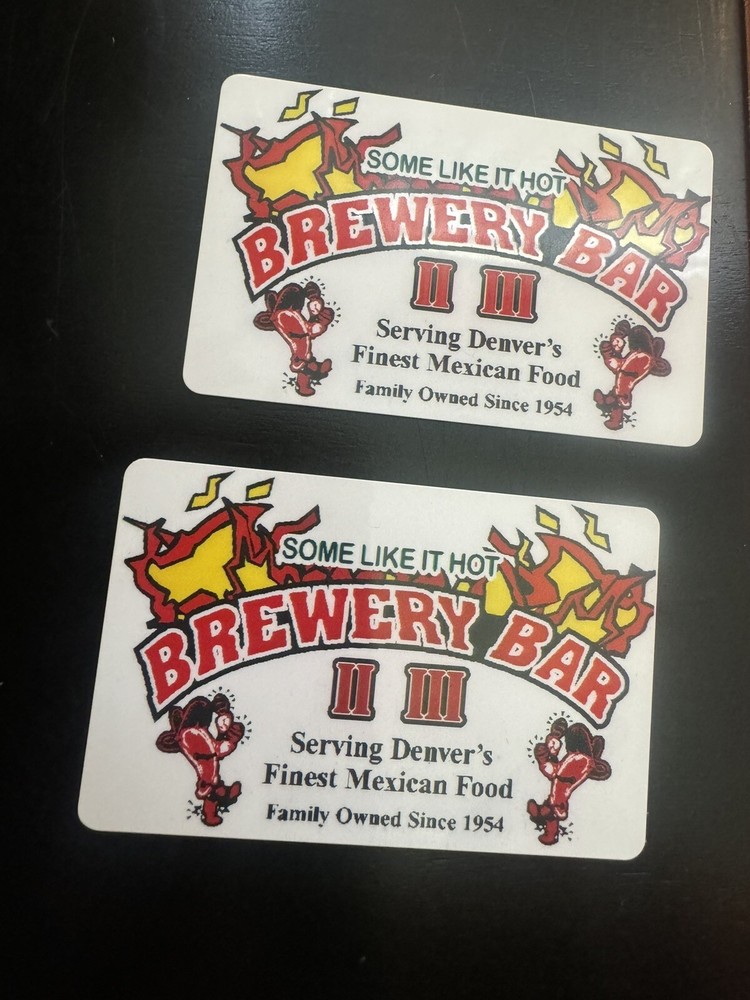 SOME LIKE IT HOT
BREWERY BAR
II III
Serving Denver's
Finest Mexican Food
Family Owned Since 1954
SOME LIKE IT HOT
BREWERY BAR
II III
Serving Denver's
Finest Mexican Food
Family Owned Since 1954